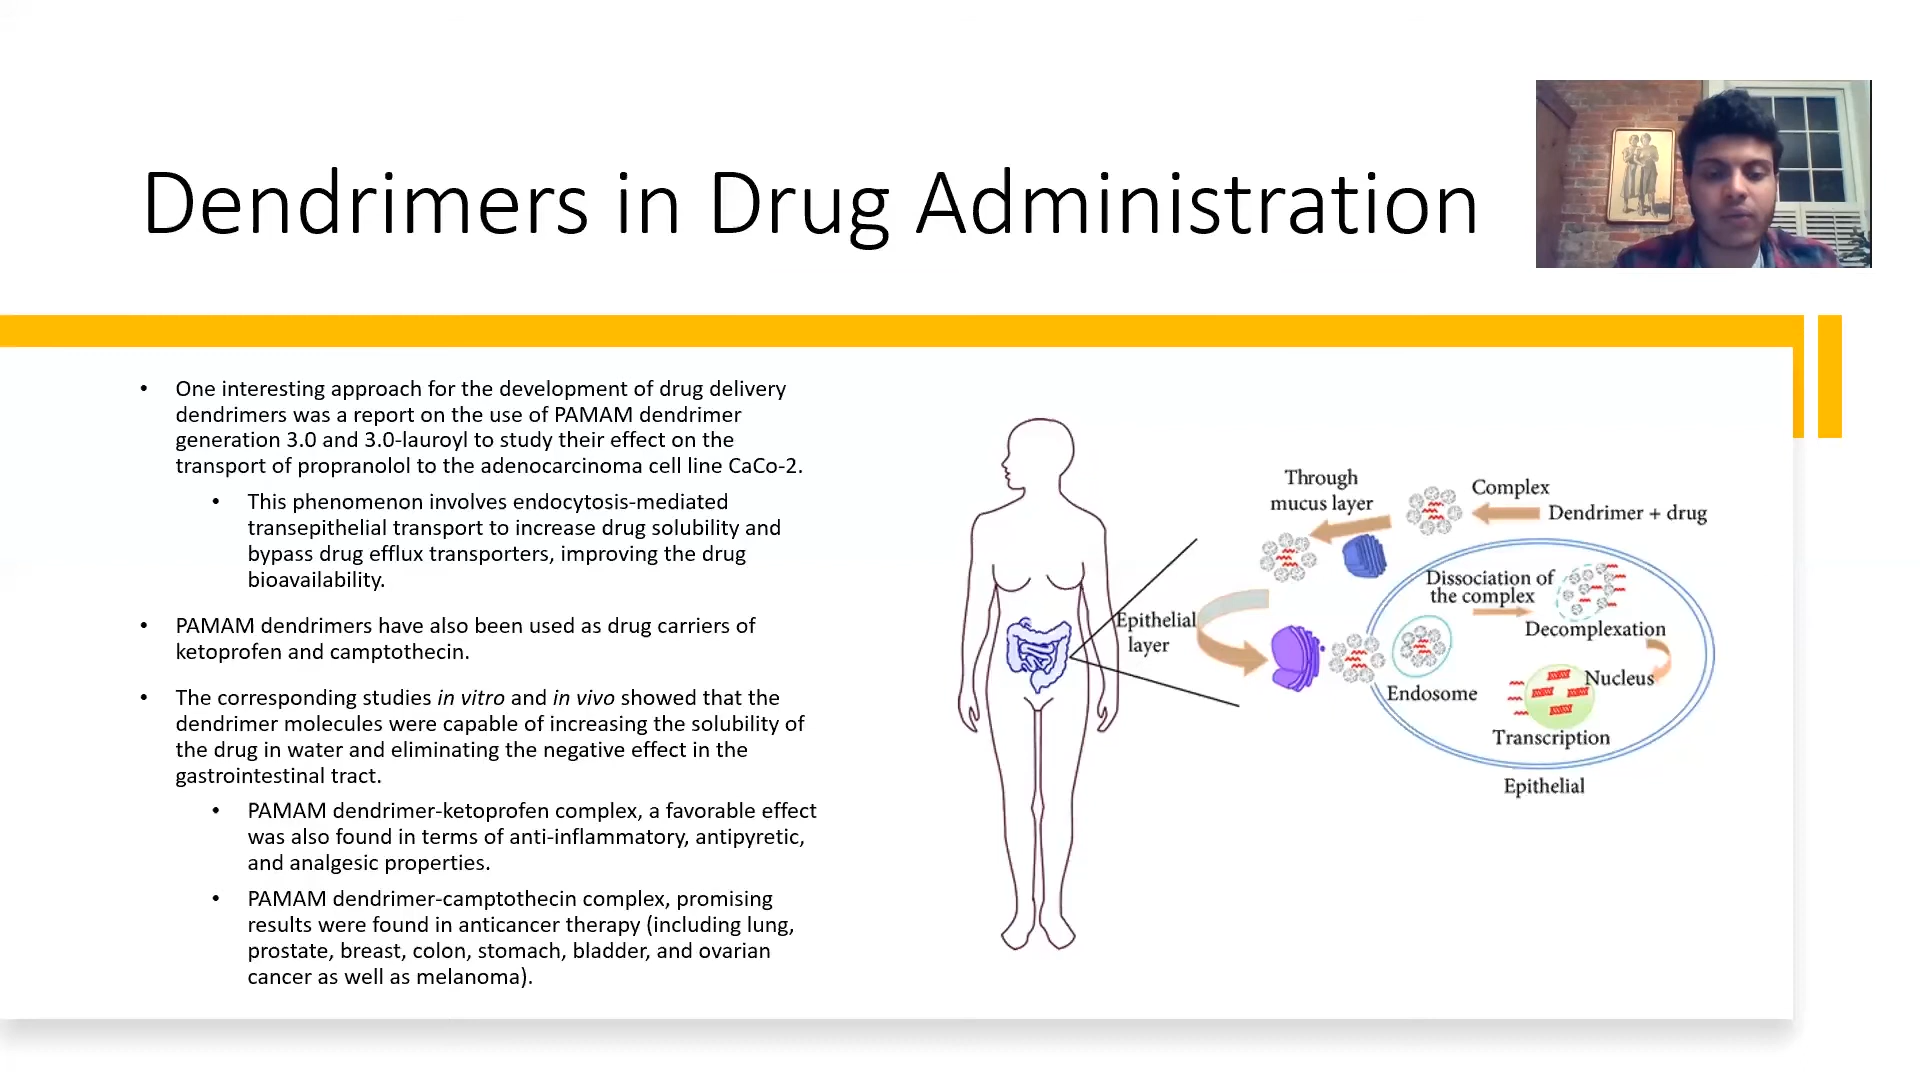 Dendrimers in Drug Administration
• One interesting approach for the development of drug delivery
dendrimers was a report on the use of PAMAM dendrimer
generation 3.0 and 3.0-lauroyl to study their effect on the
transport of propranolol to the adenocarcinoma cell line CaCo-2.
• This phenomenon involves endocytosis-mediated
transepithelial transport to increase drug solubility and
bypass drug efflux transporters, improving the drug
bioavailability.
• PAMAM dendrimers have also been used as drug carriers of
ketoprofen and camptothecin.
• The corresponding studies in vitro and in vivo showed that the
dendrimer molecules were capable of increasing the solubility of
the drug in water and eliminating the negative effect in the
gastrointestinal tract.
• PAMAM dendrimer-ketoprofen complex, a favorable effect
was also found in terms of anti-inflammatory, antipyretic,
and analgesic properties.
• PAMAM dendrimer-camptothecin complex, promising
results were found in anticancer therapy (including lung,
prostate, breast, colon, stomach, bladder, and ovarian
cancer as well as melanoma).
Through
mucus layer
Complex
Dendrimer + drug
Epithelial
layer
Dissociation of
the complex
Decomplexation
Endosome
Nucleus
Transcription
Epithelial